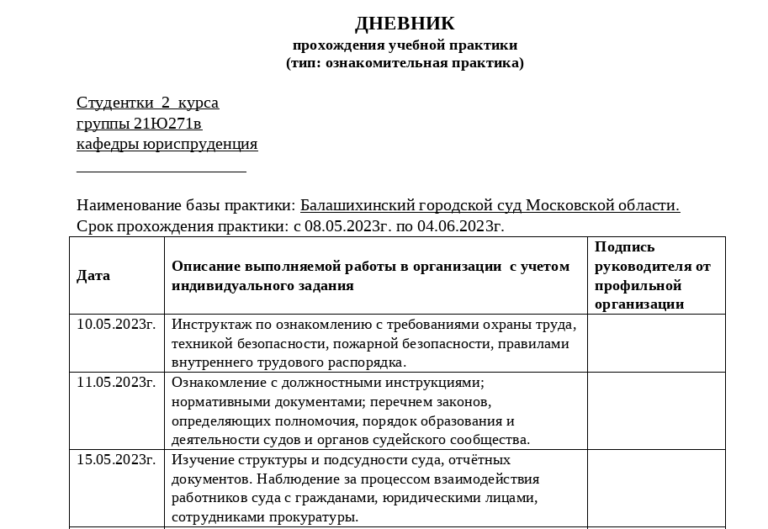 ДНЕВНИК
прохождения учебной практики
(тип: ознакомительная практика)
Студентки 2 курса
группы 21Ю271в
кафедры юриспруденция
Наименование базы практики: Балашихинский городской суд Московской области.
Срок прохождения практики: с 08.05.2023г. по 04.06.2023г.
Дата
Описание выполняемой работы в организации с учетом
индивидуального задания
Подпись
руководителя от
профильной
организации
10.05.2023г.
Инструктаж по ознакомлению с требованиями охраны труда,
техникой безопасности, пожарной безопасности, правилами
внутреннего трудового распорядка.
11.05.2023г.
Ознакомление с должностными инструкциями;
нормативными документами; перечнем законов,
определяющих полномочия, порядок образования и
деятельности судов и органов судейского сообщества.
15.05.2023г.
Изучение структуры и подсудности суда, отчётных
документов. Наблюдение за процессом взаимодействия
работников суда с гражданами, юридическими лицами,
сотрудниками прокуратуры.